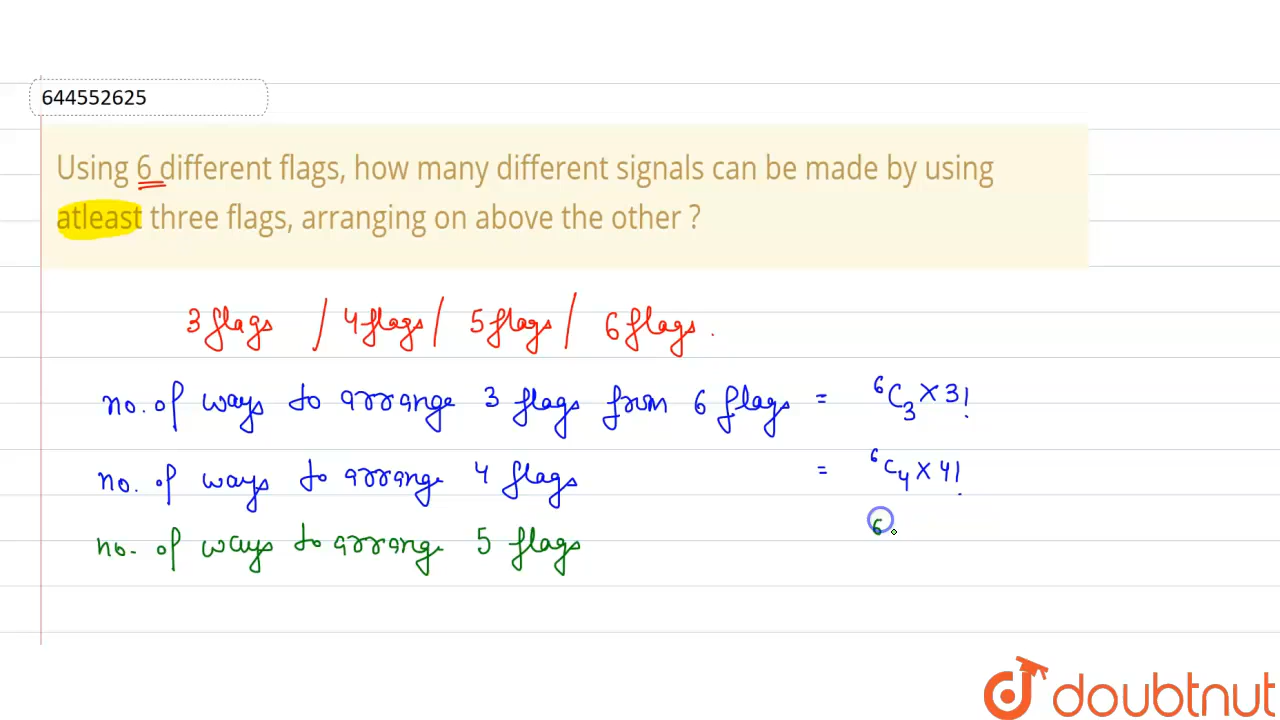 644552625
Using 6 different flags, how many different signals can be made by using
atleast three flags, arranging on above the other ?
3 flags / 4 flags / 5 flags / 6 flags .
no. of ways to arrange 3 flags from 6 flags = ⁶C₃ × 3!
no. of ways to arrange 4 flags = ⁶C₄ × 4!
no. of ways to arrange 5 flags 6
doubtnut